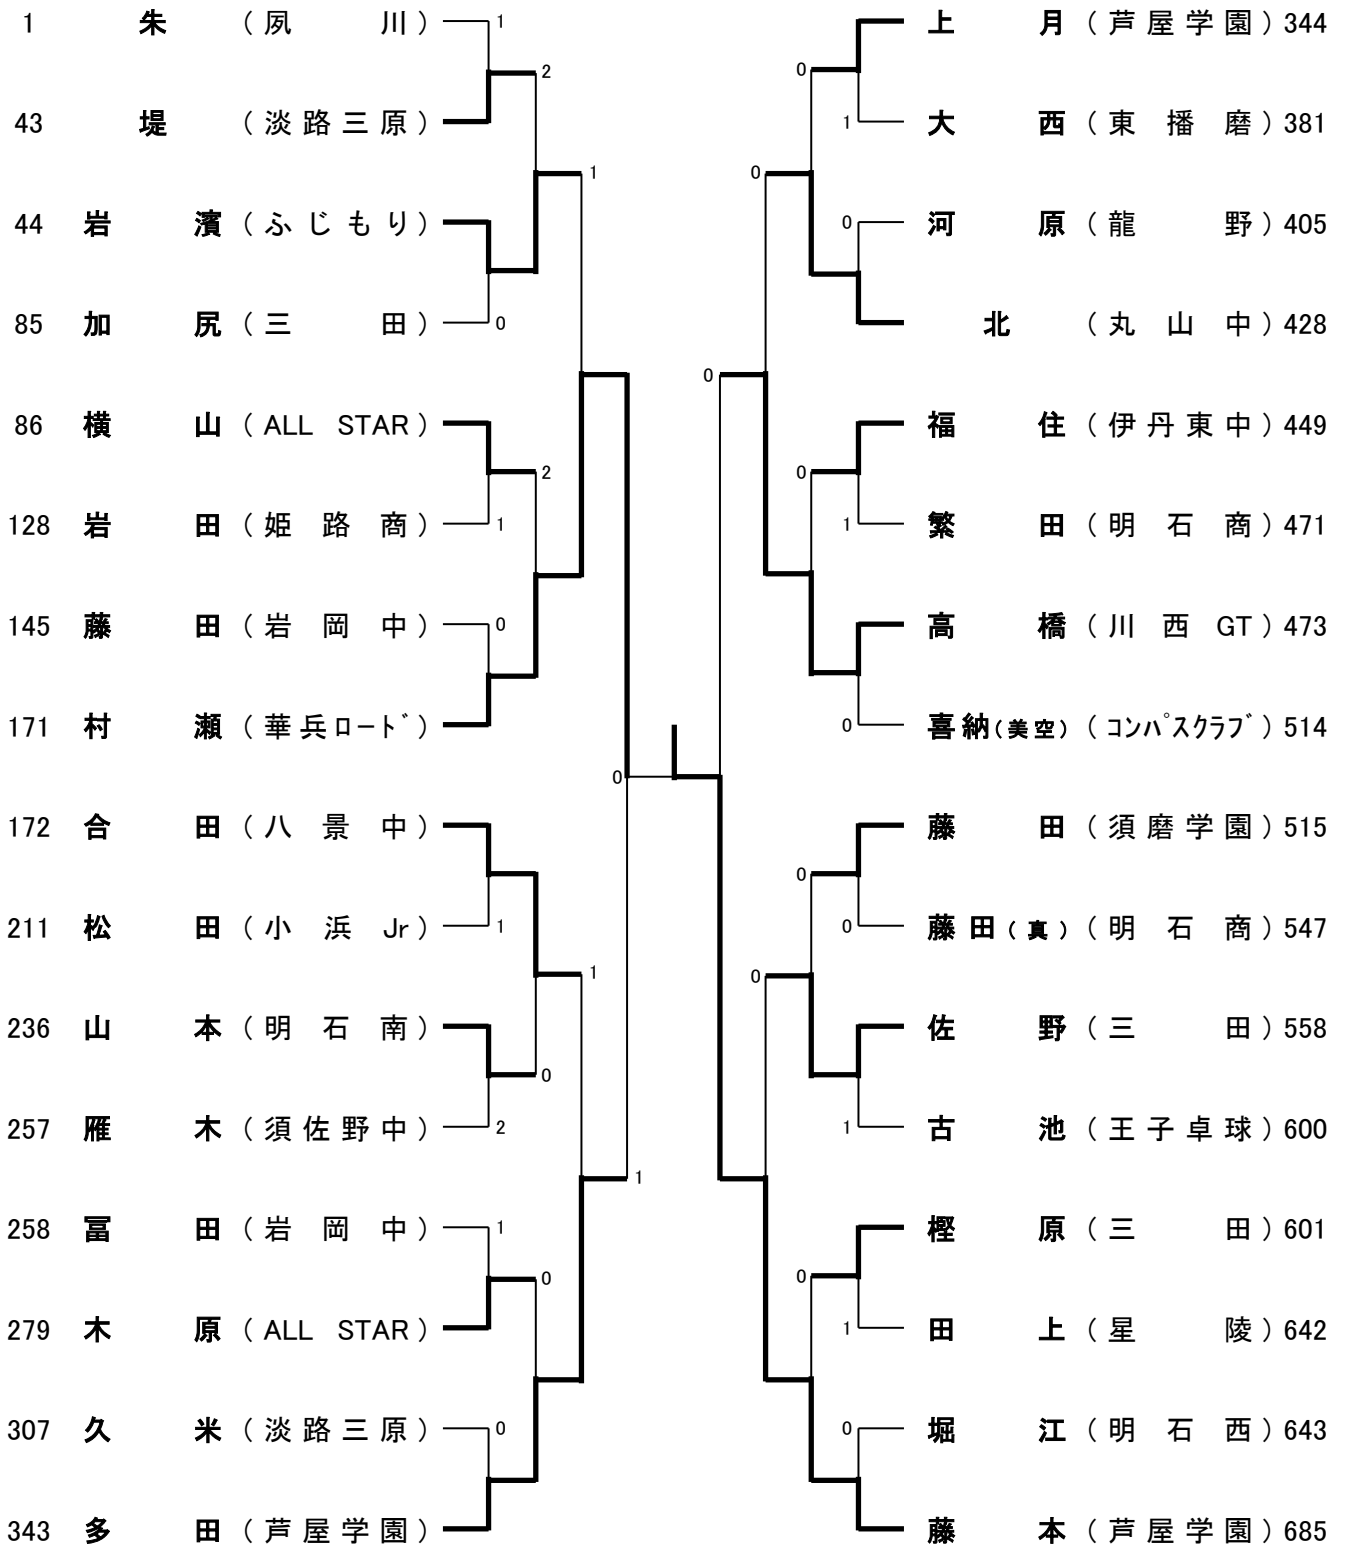 1 朱 （夙川） 1
2
43 堤 （淡路三原）
1
44 岩濱 （ふじもり）
85 加尻 （三田） 0
86 横山 （ALL STAR）
2
128 岩田 （姫路商） 1
145 藤田 （岩岡中） 0
171 村瀬 （華兵ロード）
0
172 合田 （八景中）
211 松田 （小浜 Jr） 1
1
236 山本 （明石南）
0
257 雁木 （須佐野中） 2
1
258 冨田 （岩岡中） 1
0
279 木原 （ALL STAR）
307 久米 （淡路三原） 0
343 多田 （芦屋学園）
上月 （芦屋学園） 344
0
1 大西 （東播磨） 381
0
0 河原 （龍野） 405
北 （丸山中） 428
0
福住 （伊丹東中） 449
0
1 繁田 （明石商） 471
高橋 （川西 GT） 473
0 喜納(美空) （コンパスクラブ） 514
藤田 （須磨学園） 515
0
0 藤田(真) （明石商） 547
0
佐野 （三田） 558
1 古池 （王子卓球） 600
樫原 （三田） 601
0
1 田上 （星陵） 642
0 堀江 （明石西） 643
藤本 （芦屋学園） 685